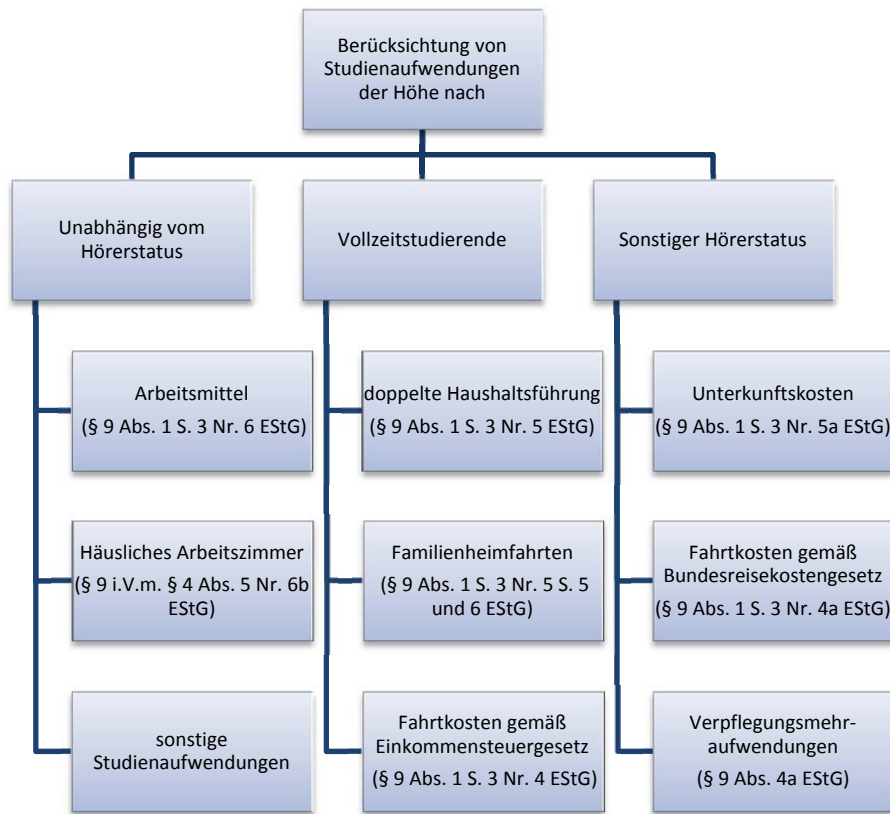 Berücksichtung von
Studienaufwendungen
der Höhe nach
Unabhängig vom
Hörerstatus
Vollzeitstudierende
Sonstiger Hörerstatus
Arbeitsmittel
(§ 9 Abs. 1 S. 3 Nr. 6 EStG)
doppelte Haushaltsführung
(§ 9 Abs. 1 S. 3 Nr. 5 EStG)
Unterkunftskosten
(§ 9 Abs. 1 S. 3 Nr. 5a EStG)
Häusliches Arbeitszimmer
(§ 9 i.V.m. § 4 Abs. 5 Nr. 6b
EStG)
Familienheimfahrten
(§ 9 Abs. 1 S. 3 Nr. 5 S. 5
und 6 EStG)
Fahrtkosten gemäß
Bundesreisekostengesetz
(§ 9 Abs. 1 S. 3 Nr. 4a EStG)
sonstige
Studienaufwendungen
Fahrtkosten gemäß
Einkommensteuergesetz
(§ 9 Abs. 1 S. 3 Nr. 4 EStG)
Verpflegungsmehr-
aufwendungen
(§ 9 Abs. 4a EStG)